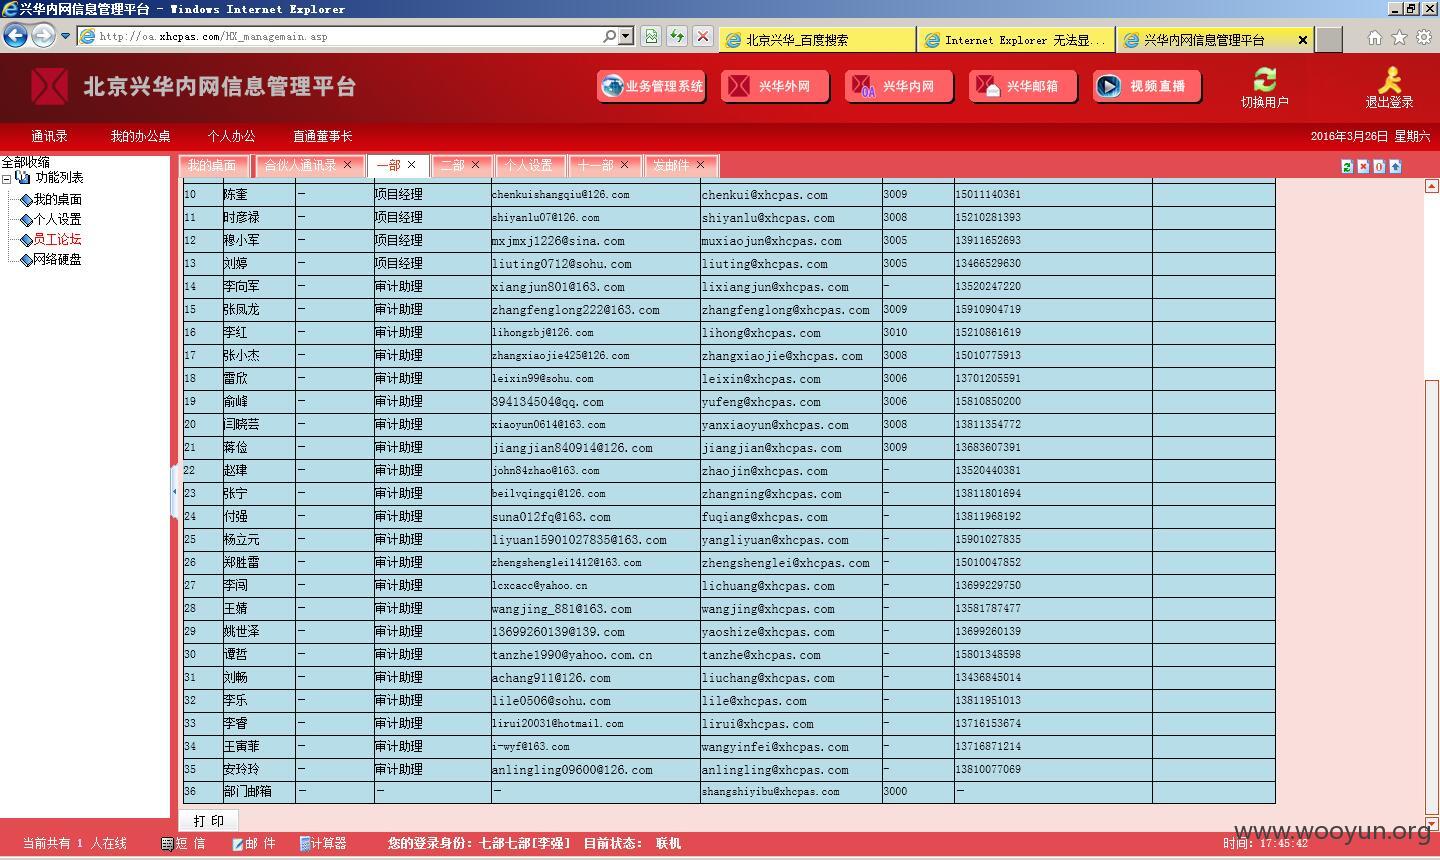 兴华内网信息管理平台 - Windows Internet Explorer
http://oa.xhcpas.com/HX_managemain.asp
北京兴华_百度搜索
Internet Explorer 无法显...
兴华内网信息管理平台
北京兴华内网信息管理平台
业务管理系统
兴华外网
兴华内网
兴华邮箱
视频直播
切换用户
退出登录
通讯录 我的办公桌 个人办公 直通董事长
2016年3月26日 星期六
全部收缩
功能列表
我的桌面
个人设置
员工论坛
网络硬盘
我的桌面 合伙人通讯录 一部 二部 个人设置 十一部 发邮件
10 陈奎 - 项目经理 chenkuishangqiu@126.com chenkui@xhcpas.com 3009 15011140361
11 时彦禄 - 项目经理 shiyanlu07@126.com shiyanlu@xhcpas.com 3008 15210281393
12 穆小军 - 项目经理 mxjmxj1226@sina.com muxiaojun@xhcpas.com 3005 13911652693
13 刘婷 - 项目经理 liuting0712@sohu.com liuting@xhcpas.com 3005 13466529630
14 李向军 - 审计助理 xiangjun801@163.com lixiangjun@xhcpas.com - 13520247220
15 张凤龙 - 审计助理 zhangfenglong222@163.com zhangfenglong@xhcpas.com 3009 15910904719
16 李红 - 审计助理 lihongzbj@126.com lihong@xhcpas.com 3010 15210861619
17 张小杰 - 审计助理 zhangxiaojie425@126.com zhangxiaojie@xhcpas.com 3008 15010775913
18 雷欣 - 审计助理 leixin99@sohu.com leixin@xhcpas.com 3006 13701205591
19 俞峰 - 审计助理 394134504@qq.com yufeng@xhcpas.com 3006 15810850200
20 闫晓芸 - 审计助理 xiaoyun0614@163.com yanxiaoyun@xhcpas.com 3008 13811354772
21 蒋俭 - 审计助理 jiangjian840914@126.com jiangjian@xhcpas.com 3009 13683607391
22 赵琎 - 审计助理 john84zhao@163.com zhaojin@xhcpas.com - 13520440381
23 张宁 - 审计助理 beilvqingqi@126.com zhangning@xhcpas.com - 13811801694
24 付强 - 审计助理 suna012fq@163.com fuqiang@xhcpas.com - 13811968192
25 杨立元 - 审计助理 liyuan15901027835@163.com yangliyuan@xhcpas.com - 15901027835
26 郑胜雷 - 审计助理 zhengshenglei1412@163.com zhengshenglei@xhcpas.com - 15010047852
27 李闯 - 审计助理 lcxcacc@yahoo.cn lichuang@xhcpas.com - 13699229750
28 王婧 - 审计助理 wangjing_881@163.com wangjing@xhcpas.com - 13581787477
29 姚世泽 - 审计助理 13699260139@139.com yaoshize@xhcpas.com - 13699260139
30 谭哲 - 审计助理 tanzhe1990@yahoo.com.cn tanzhe@xhcpas.com - 15801348598
31 刘畅 - 审计助理 achang911@126.com liuchang@xhcpas.com - 13436845014
32 李乐 - 审计助理 lile0506@sohu.com lile@xhcpas.com - 13811951013
33 李睿 - 审计助理 lirui20031@hotmail.com lirui@xhcpas.com - 13716153674
34 王寅菲 - 审计助理 i-wyf@163.com wangyinfei@xhcpas.com - 13716871214
35 安玲玲 - 审计助理 anlingling09600@126.com anlingling@xhcpas.com - 13810077069
36 部门邮箱 - - - shangshiyibu@xhcpas.com 3000 -
打 印
www.wooyun.org
当前共有 1 人在线 短 信 邮 件 计算器 您的登录身份: 七部七部[李强] 目前状态: 联机 时间: 17:45:42